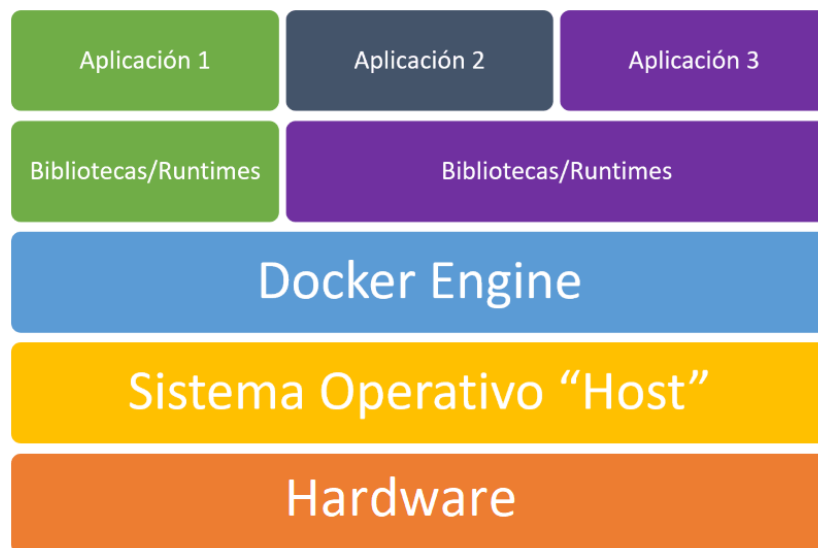 Aplicación 1
Aplicación 2
Aplicación 3
Bibliotecas/Runtimes
Bibliotecas/Runtimes
Docker Engine
Sistema Operativo “Host”
Hardware